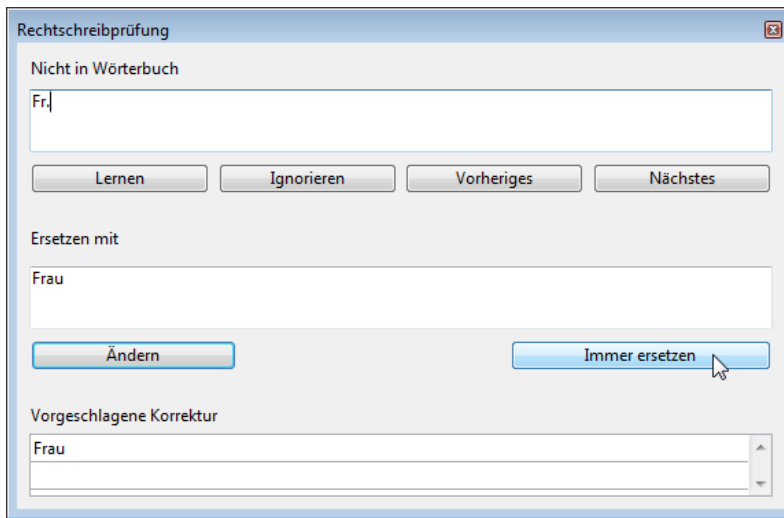 Rechtschreibprüfung
Nicht in Wörterbuch
Fr.
Lernen Ignorieren Vorheriges Nächstes
Ersetzen mit
Frau
Ändern Immer ersetzen
Vorgeschlagene Korrektur
Frau